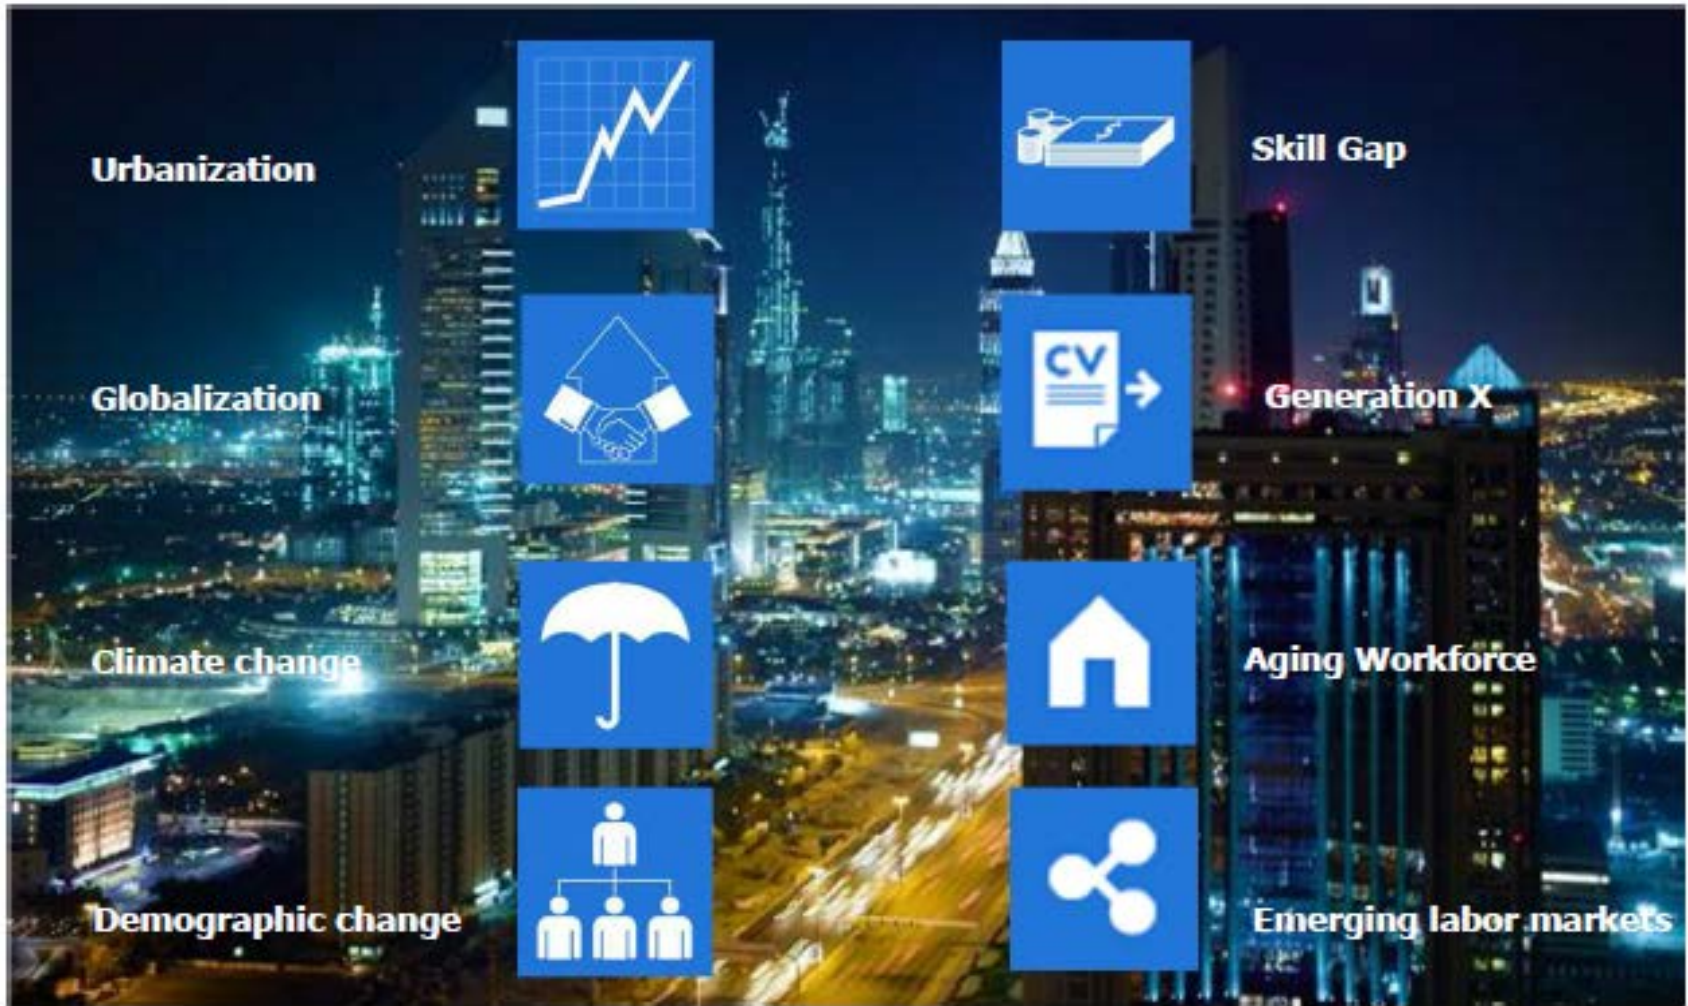 Urbanization
Skill Gap
Globalization
CV
Generation X
Climate change
Aging Workforce
Demographic change
Emerging labor markets